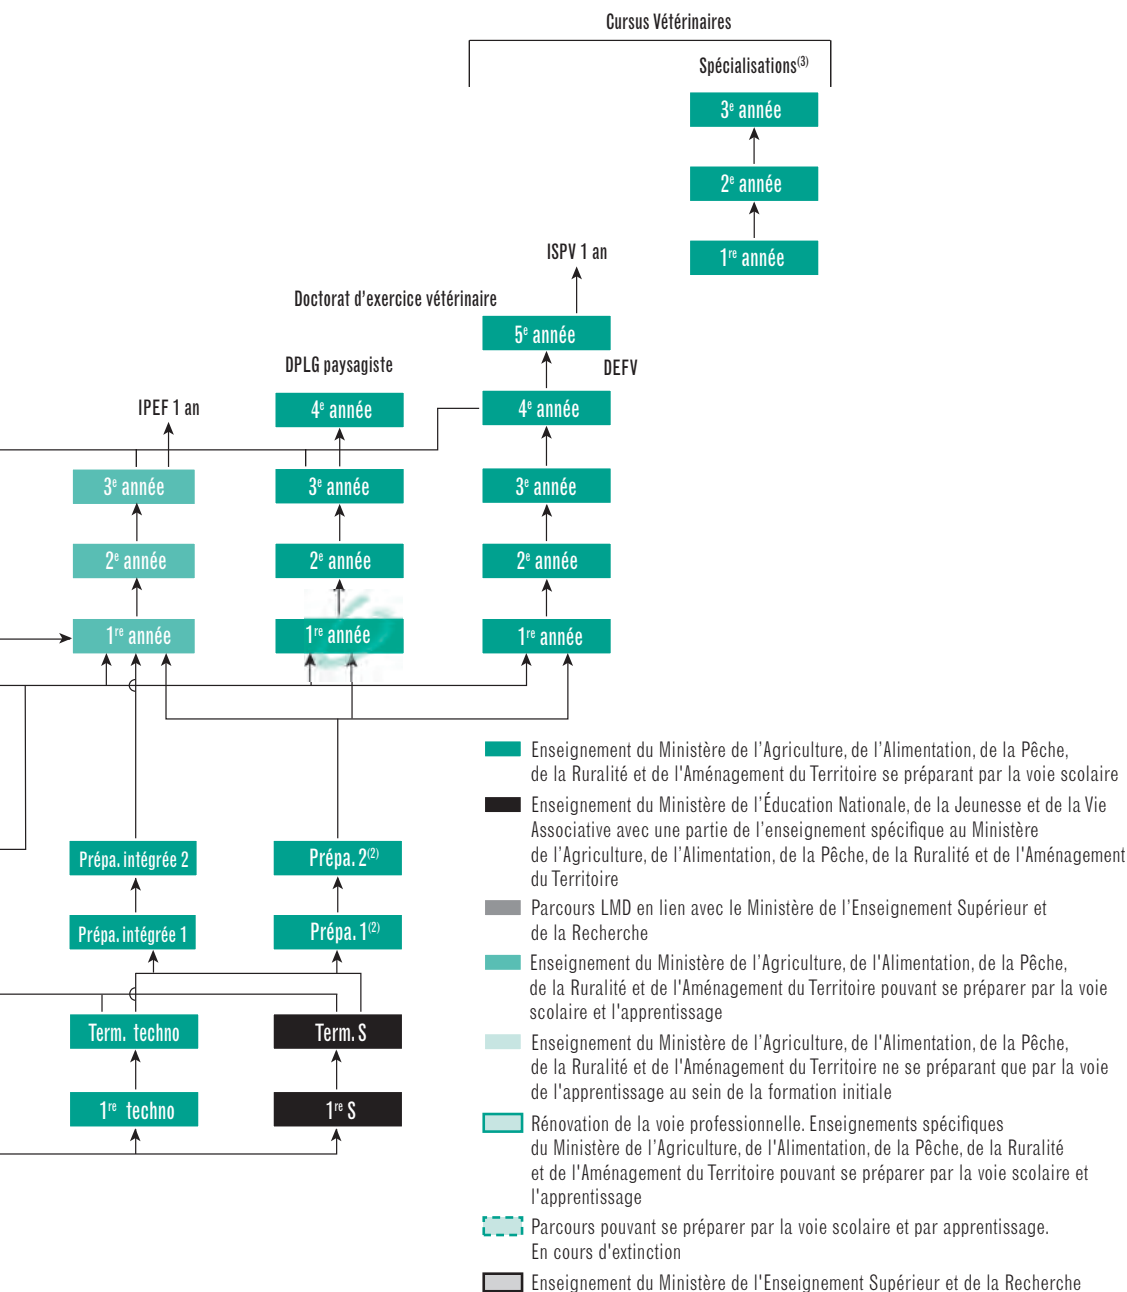 Cursus Vétérinaires
Spécialisations(3)
3e année
2e année
1re année
ISPV 1 an
Doctorat d'exercice vétérinaire
5e année
DPLG paysagiste
DEFV
IPEF 1 an
4e année
4e année
3e année
3e année
3e année
2e année
2e année
2e année
1re année
1re année
1re année
Prépa. intégrée 2
Prépa. 2(2)
Prépa. intégrée 1
Prépa. 1(2)
Term. techno
Term. S
1re techno
1re S
Enseignement du Ministère de l'Agriculture, de l'Alimentation, de la Pêche,
de la Ruralité et de l'Aménagement du Territoire se préparant par la voie scolaire
Enseignement du Ministère de l'Éducation Nationale, de la Jeunesse et de la Vie
Associative avec une partie de l'enseignement spécifique au Ministère
de l'Agriculture, de l'Alimentation, de la Pêche, de la Ruralité et de l'Aménagement
du Territoire
Parcours LMD en lien avec le Ministère de l'Enseignement Supérieur et
de la Recherche
Enseignement du Ministère de l'Agriculture, de l'Alimentation, de la Pêche,
de la Ruralité et de l'Aménagement du Territoire pouvant se préparer par la voie
scolaire et l'apprentissage
Enseignement du Ministère de l'Agriculture, de l'Alimentation, de la Pêche,
de la Ruralité et de l'Aménagement du Territoire ne se préparant que par la voie
de l'apprentissage au sein de la formation initiale
Rénovation de la voie professionnelle. Enseignements spécifiques
du Ministère de l'Agriculture, de l'Alimentation, de la Pêche, de la Ruralité
et de l'Aménagement du Territoire pouvant se préparer par la voie scolaire et
l'apprentissage
Parcours pouvant se préparer par la voie scolaire et par apprentissage.
En cours d'extinction
Enseignement du Ministère de l'Enseignement Supérieur et de la Recherche